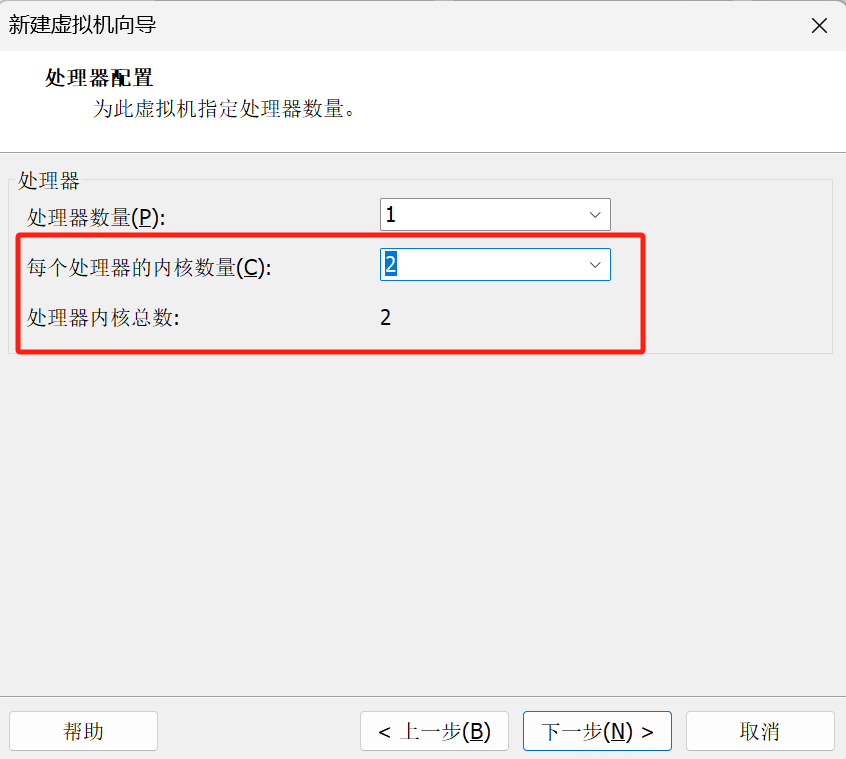 新建虚拟机向导
处理器配置
为此虚拟机指定处理器数量。
处理器
处理器数量(P): 1
每个处理器的内核数量(C): 2
处理器内核总数: 2
帮助 < 上一步(B) 下一步(N) > 取消